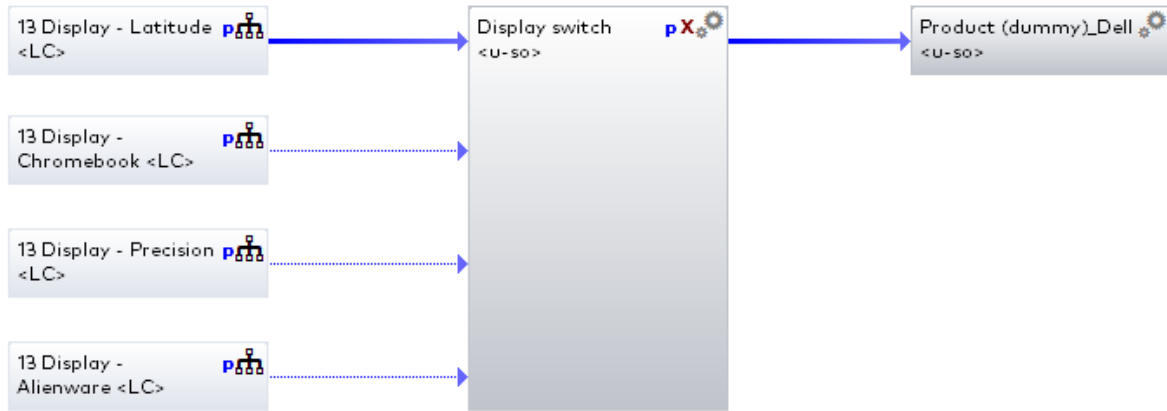 13 Display - Latitude p
<LC>
Display switch p X
<u-so>
Product (dummy)_Dell
<u-so>
13 Display - p
Chromebook <LC>
13 Display - Precision p
<LC>
13 Display - p
Alienware <LC>